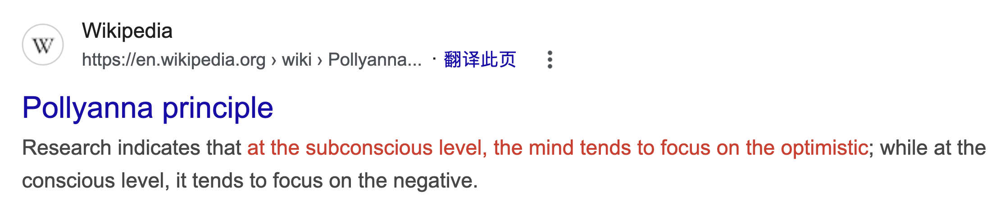 W
Wikipedia
https://en.wikipedia.org › wiki › Pollyanna... · 翻译此页
Pollyanna principle
Research indicates that at the subconscious level, the mind tends to focus on the optimistic; while at the
conscious level, it tends to focus on the negative.